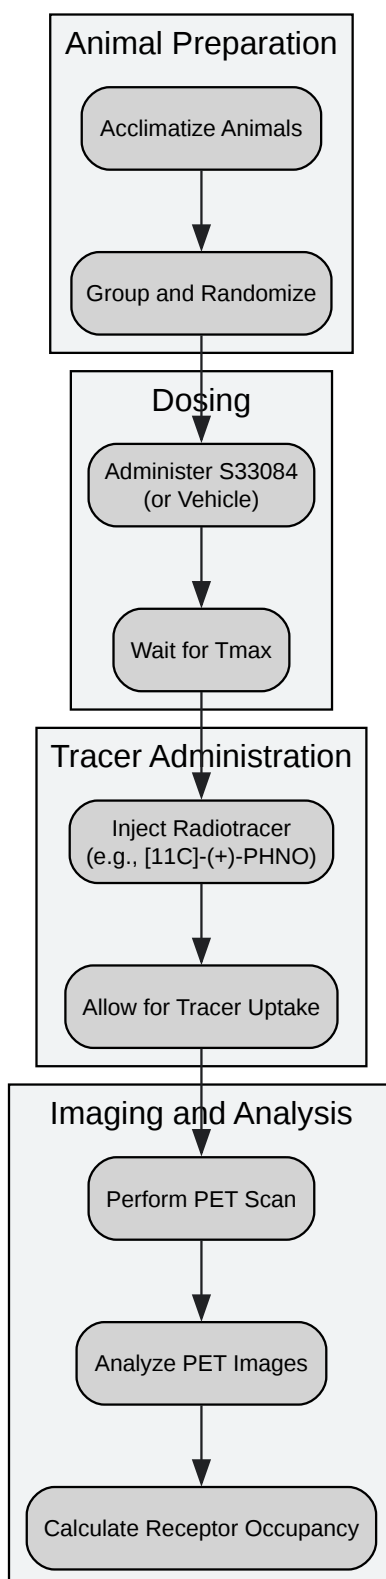 Animal Preparation
Acclimatize Animals
Group and Randomize
Dosing
Administer S33084
(or Vehicle)
Wait for Tmax
Tracer Administration
Inject Radiotracer
(e.g., [11C]-(+)-PHNO)
Allow for Tracer Uptake
Imaging and Analysis
Perform PET Scan
Analyze PET Images
Calculate Receptor Occupancy